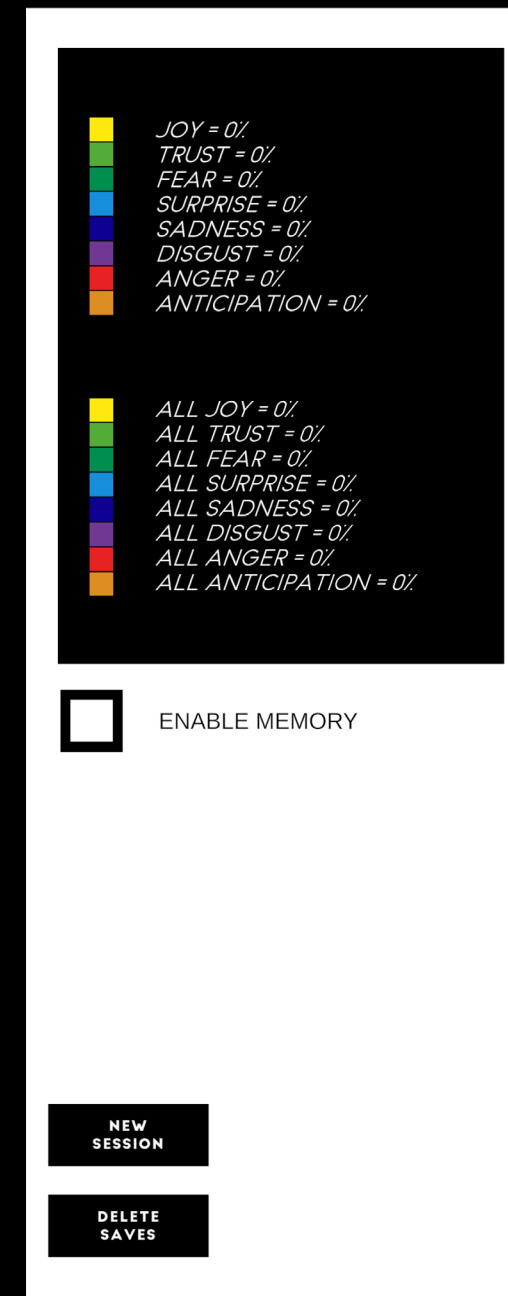 JOY = 0%
TRUST = 0%
FEAR = 0%
SURPRISE = 0%
SADNESS = 0%
DISGUST = 0%
ANGER = 0%
ANTICIPATION = 0%
ALL JOY = 0%
ALL TRUST = 0%
ALL FEAR = 0%
ALL SURPRISE = 0%
ALL SADNESS = 0%
ALL DISGUST = 0%
ALL ANGER = 0%
ALL ANTICIPATION = 0%
ENABLE MEMORY
NEW
SESSION
DELETE
SAVES